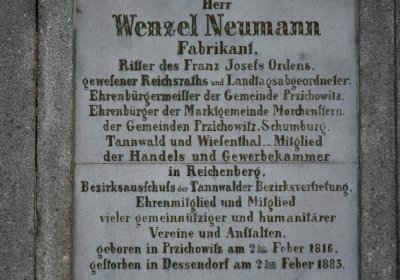 Herr
Wenzel Neumann
Fabrikant,
Ritter des Franz Josefs Ordens,
gewesener Reichsraths und Landtagsabgeordneter,
Ehrenbürgermeister der Gemeinde Przichowitz,
Ehrenbürger der Marktgemeinde Morchenstern,
der Gemeinden Przichowitz, Schumburg,
Tannwald und Wiesenthal, Mitglied
der Handels und Gewerbekammer
in Reichenberg,
Bezirksausschufs der Tannwalder Bezirksvertretung,
Ehrenmitglied und Mitglied
vieler gemeinnütziger und humanitärer
Vereine und Anstalten,
geboren in Przichowitz am 2ten Feber 1816,
gestorben in Dessendorf am 2ten Feber 1885.